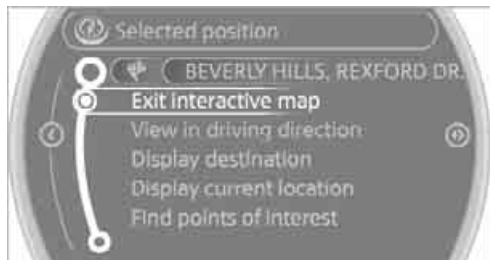 Selected position
BEVERLY HILLS, REXFORD DR.
Exit interactive map
View in driving direction
Display destination
Display current location
Find points of interest